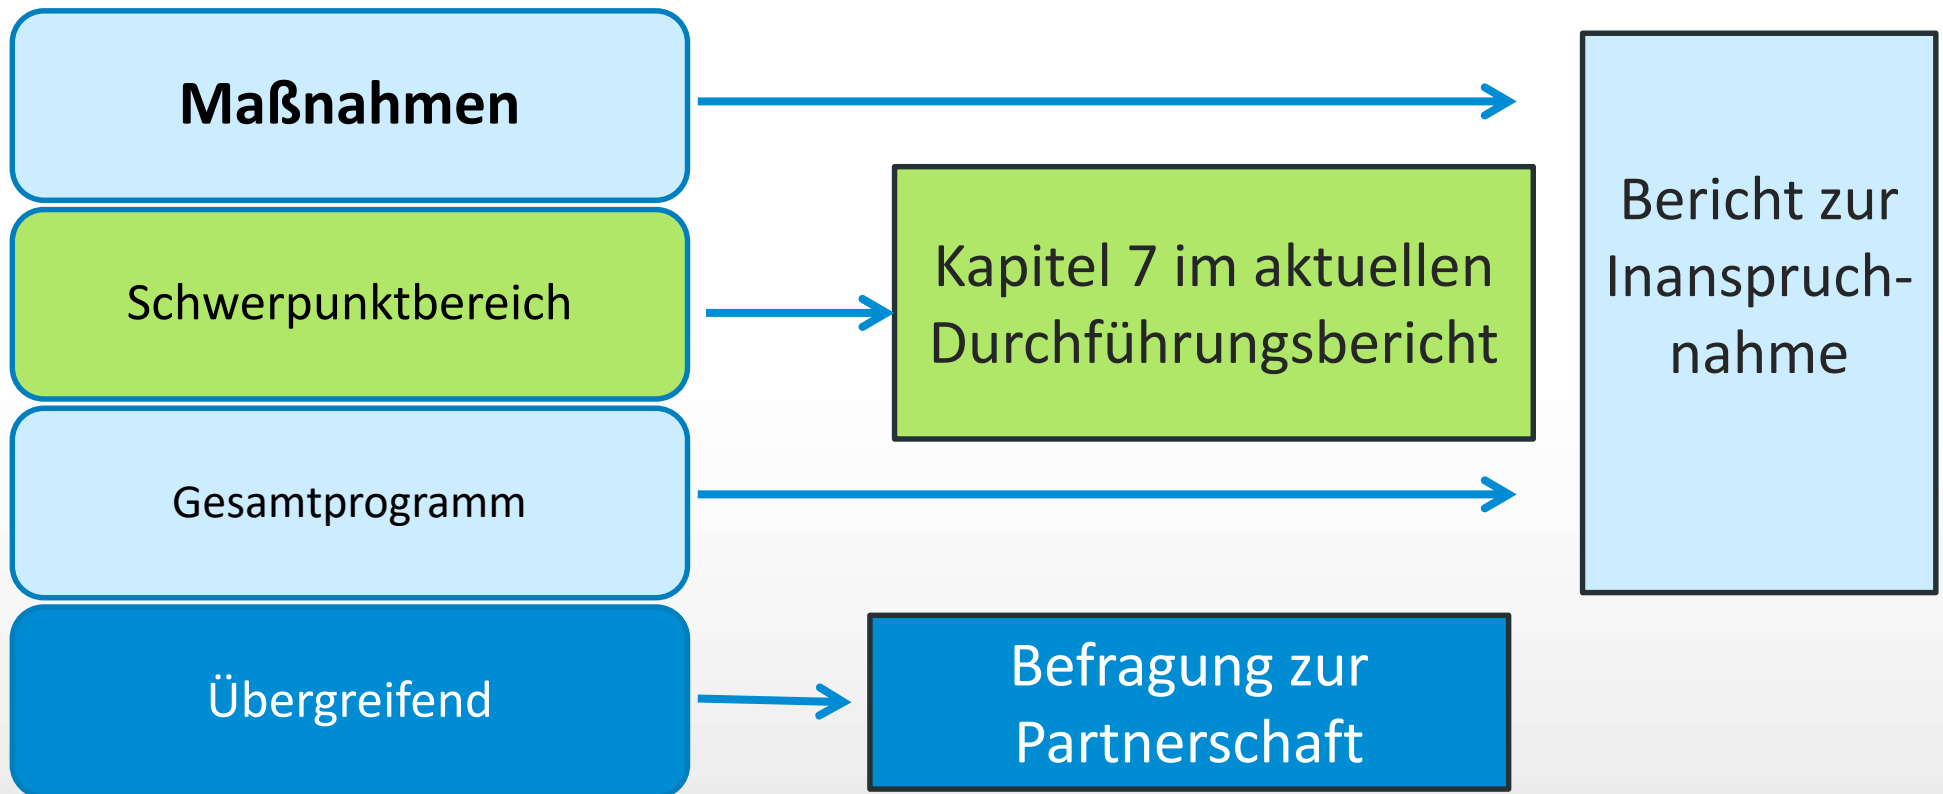 Maßnahmen
Schwerpunktbereich
Gesamtprogramm
Übergreifend
Kapitel 7 im aktuellen
Durchführungsbericht
Befragung zur
Partnerschaft
Bericht zur
Inanspruch-
nahme